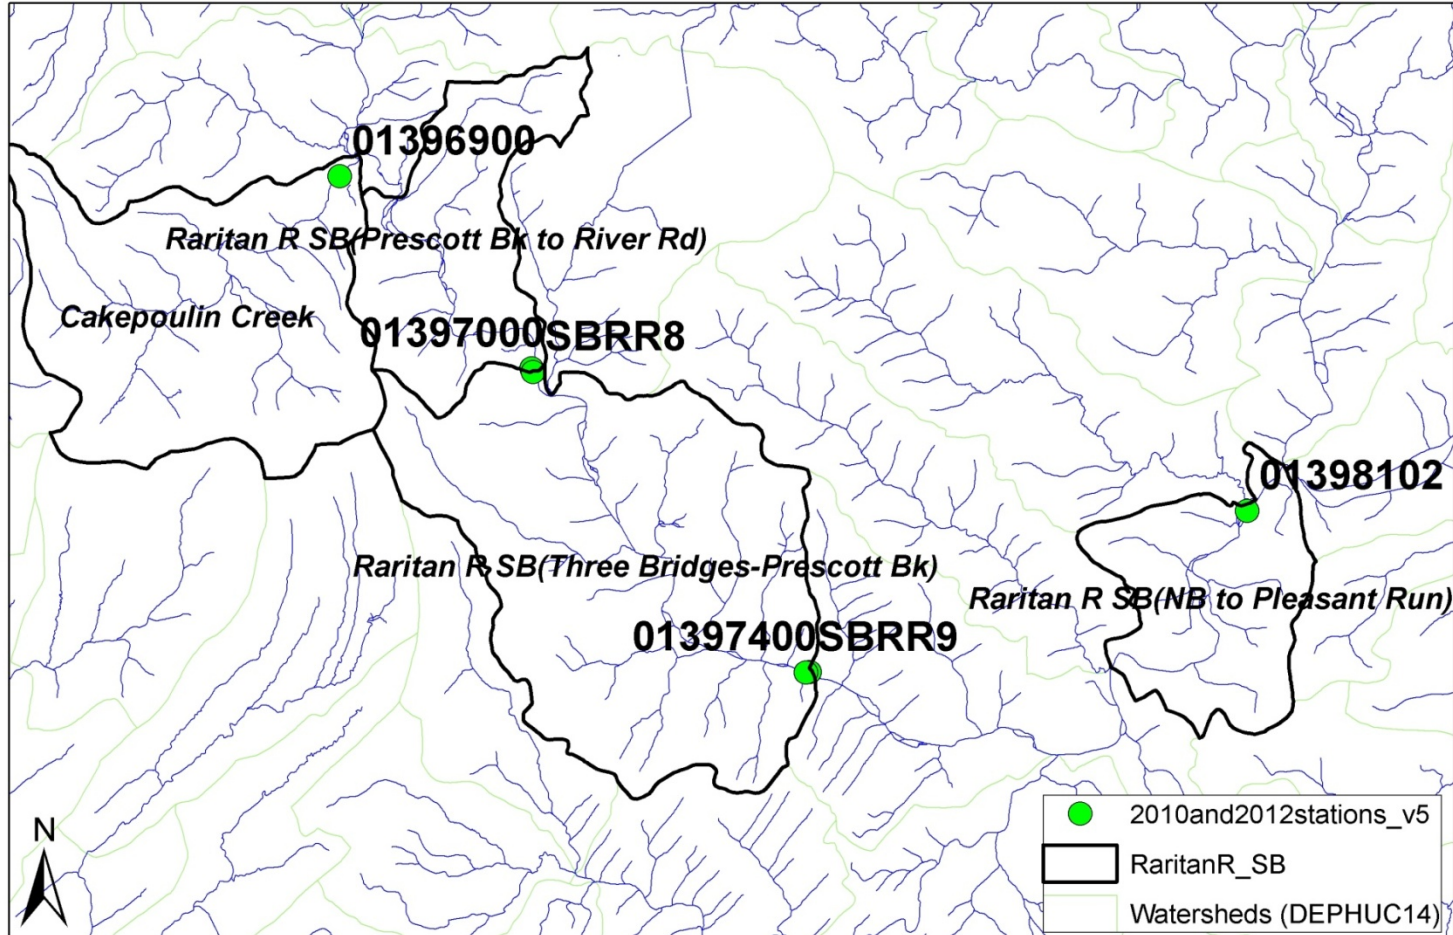 01396900
Raritan R SB(Prescott Bk to River Rd)
Cakepoulin Creek
01397000SBRR8
01398102
Raritan R SB(Three Bridges-Prescott Bk)
Raritan R SB(NB to Pleasant Run)
01397400SBRR9
N
2010and2012stations_v5
RaritanR_SB
Watersheds (DEPHUC14)